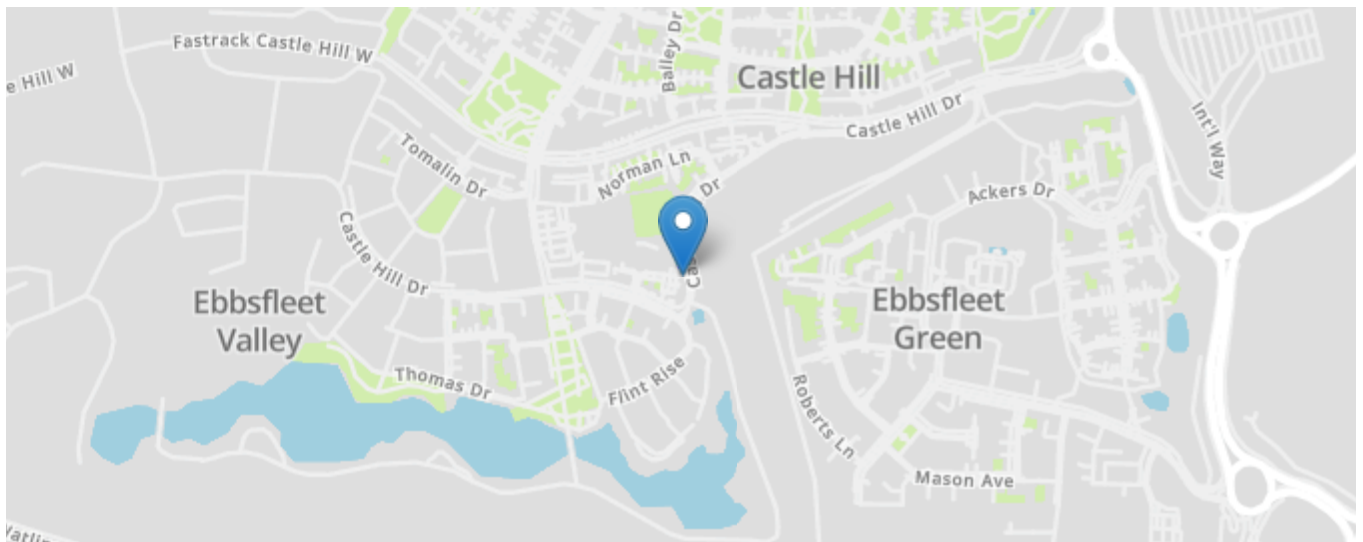 Fastrack Castle Hill W
Bailey Dr
Castle Hill
e Hill W
Castle Hill Dr
Int'l Way
Tomalin Dr
Norman Ln
Dr
Ackers Dr
Castle Hill Dr
Cas
Ebbsfleet
Valley
Ebbsfleet
Green
Thomas Dr
Flint Rise
Roberts Ln
Mason Ave